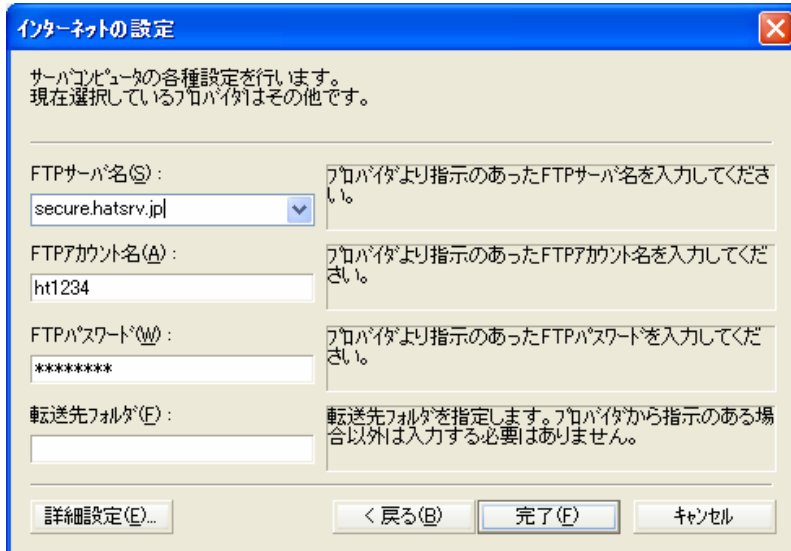 インターネットの設定
サーバコンピュータの各種設定を行います。
現在選択しているプロバイダはその他です。
FTPサーバ名(S):
secure.hatsrv.jp
プロバイダより指示のあったFTPサーバ名を入力してくださ
い。
FTPアカウント名(A):
ht1234
プロバイダより指示のあったFTPアカウント名を入力してくだ
さい。
FTPパスワード(W):
********
プロバイダより指示のあったFTPパスワードを入力してくだ
さい。
転送先フォルダ(F):
転送先フォルダを指定します。プロバイダから指示のある場
合以外は入力する必要はありません。
詳細設定(E)...
< 戻る(B)
完了(F)
キャンセル